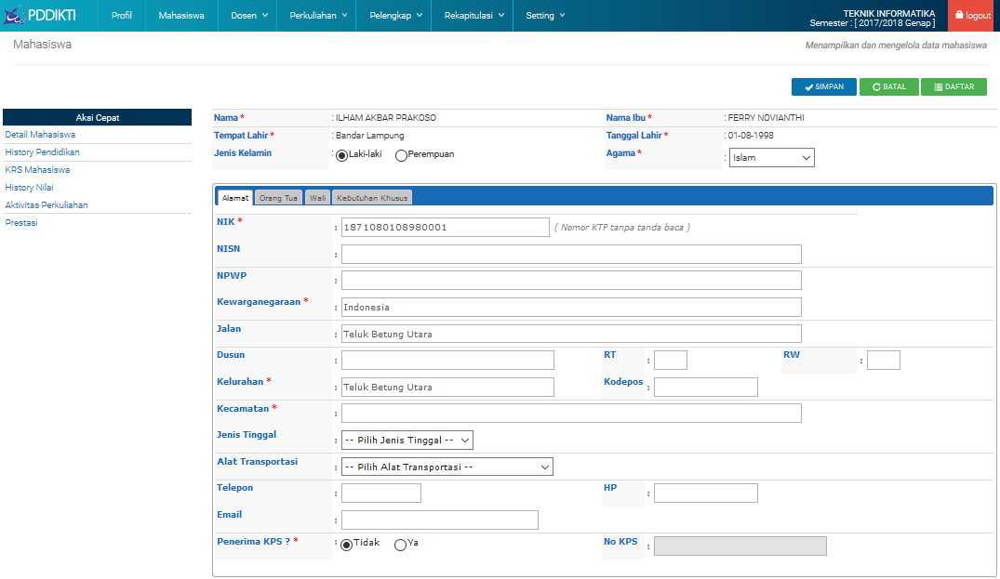 PDDIKTI Profil Mahasiswa Dosen Perkuliahan Pelengkap Rekapitulasi Setting TEKNIK INFORMATIKA logout
Semester : [ 2017/2018 Genap ]
Mahasiswa Menampilkan dan mengelola data mahasiswa
SIMPAN BATAL DAFTAR
Aksi Cepat
Detail Mahasiswa
History Pendidikan
KRS Mahasiswa
History Nilai
Aktivitas Perkuliahan
Prestasi
Nama * : ILHAM AKBAR PRAKOSO Nama Ibu * : FERRY NOVIANTHI
Tempat Lahir * : Bandar Lampung Tanggal Lahir * : 01-08-1998
Jenis Kelamin : Laki-laki Perempuan Agama * : Islam
Alamat Orang Tua Wali Kebutuhan Khusus
NIK * : 1871080108980001 ( Nomor KTP tanpa tanda baca )
NISN :
NPWP :
Kewarganegaraan * : Indonesia
Jalan : Teluk Betung Utara
Dusun : RT : RW :
Kelurahan * : Teluk Betung Utara Kodepos :
Kecamatan * :
Jenis Tinggal : -- Pilih Jenis Tinggal --
Alat Transportasi : -- Pilih Alat Transportasi --
Telepon : HP :
Email :
Penerima KPS ? * : Tidak Ya No KPS :